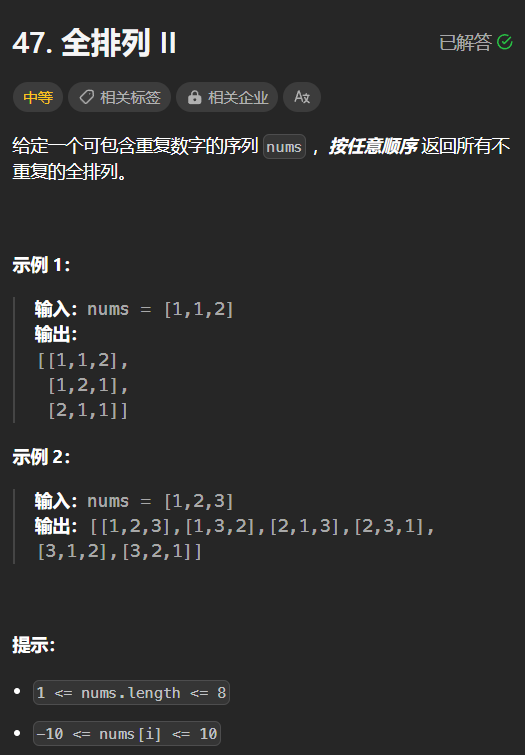 47. 全排列 II
已解答
中等 相关标签 相关企业
给定一个可包含重复数字的序列 nums ，按任意顺序 返回所有不
重复的全排列。
示例 1：
输入：nums = [1,1,2]
输出：
[[1,1,2],
[1,2,1],
[2,1,1]]
示例 2：
输入：nums = [1,2,3]
输出：[[1,2,3],[1,3,2],[2,1,3],[2,3,1],
[3,1,2],[3,2,1]]
提示：
• 1 <= nums.length <= 8
• -10 <= nums[i] <= 10